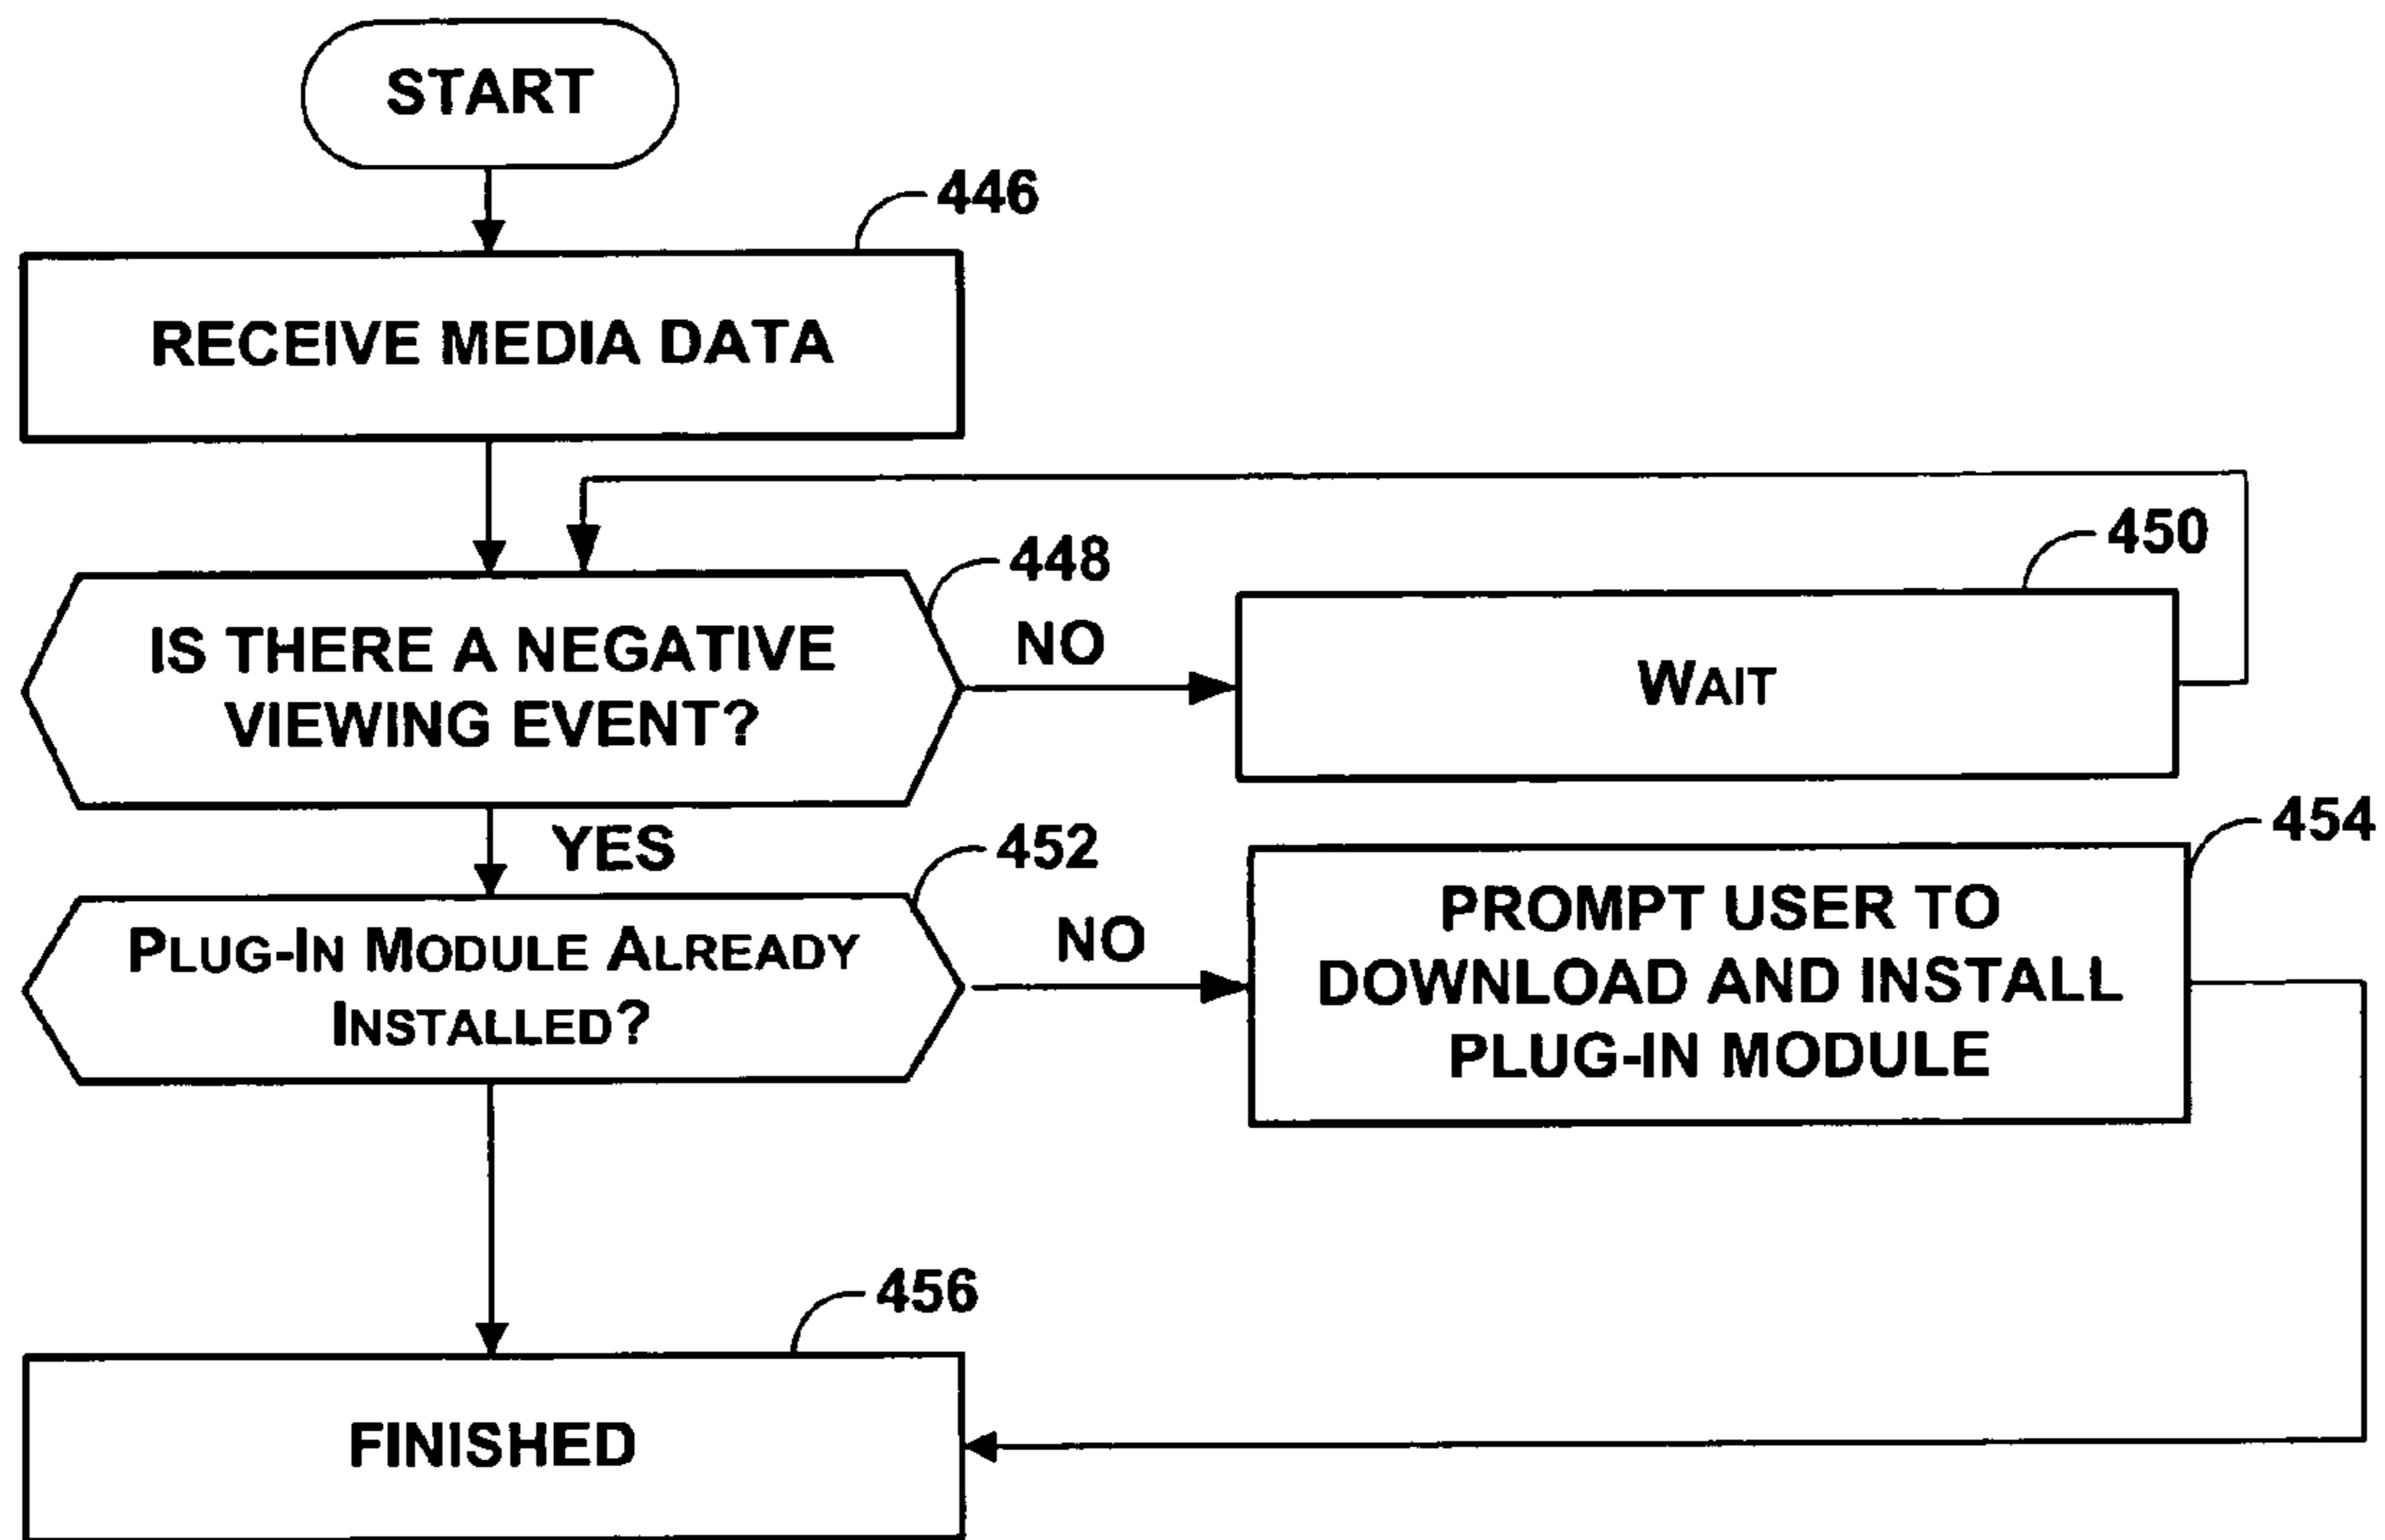 START
446
RECEIVE MEDIA DATA
448
IS THERE A NEGATIVE
VIEWING EVENT?
NO
450
WAIT
YES
452
PLUG-IN MODULE ALREADY
INSTALLED?
NO
454
PROMPT USER TO
DOWNLOAD AND INSTALL
PLUG-IN MODULE
456
FINISHED